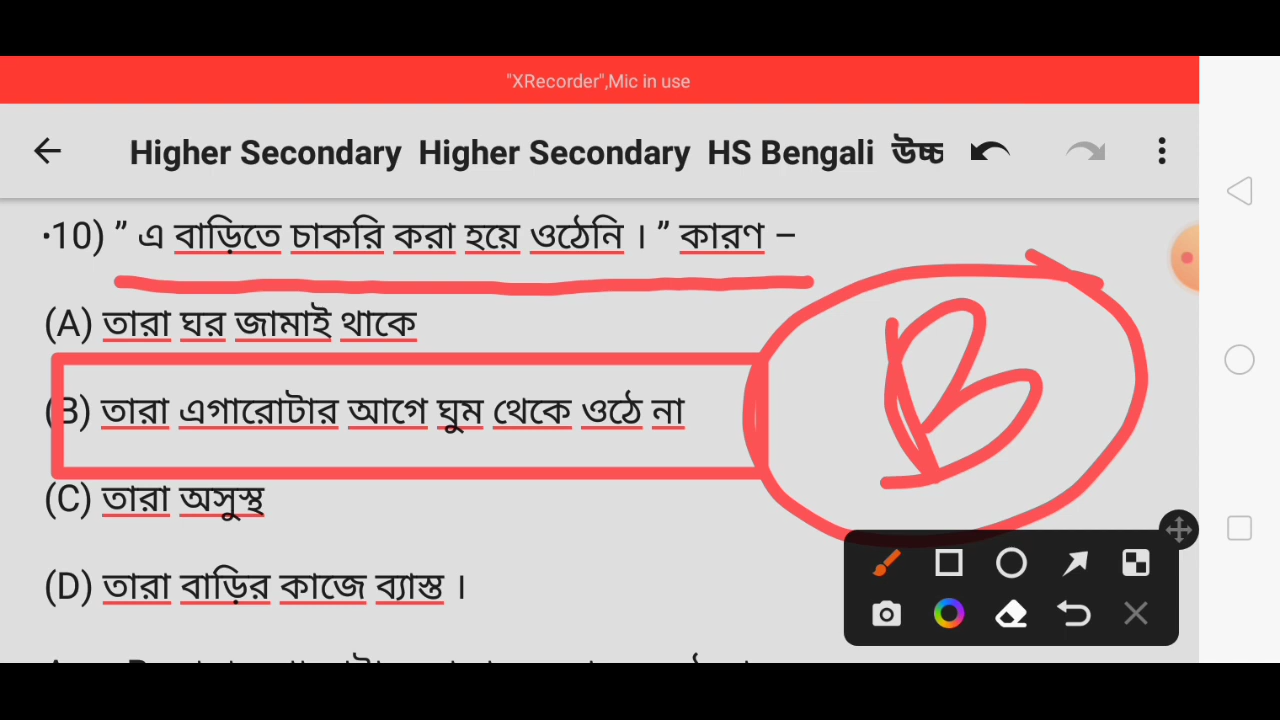 "XRecorder",Mic in use
Higher Secondary Higher Secondary HS Bengali উচ্চ
·10) ” এ বাড়িতে চাকরি করা হয়ে ওঠেনি । ” কারণ –
(A) তারা ঘর জামাই থাকে
(B) তারা এগারোটার আগে ঘুম থেকে ওঠে না
B
(C) তারা অসুস্থ
(D) তারা বাড়ির কাজে ব্যাস্ত ।